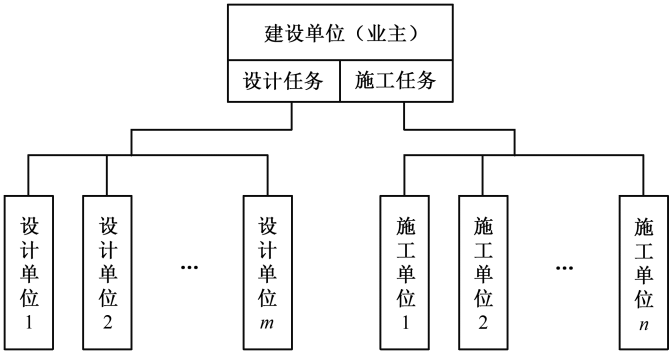 建设单位（业主）
设计任务 施工任务
设计单位1
设计单位2
...
设计单位m
施工单位1
施工单位2
...
施工单位n